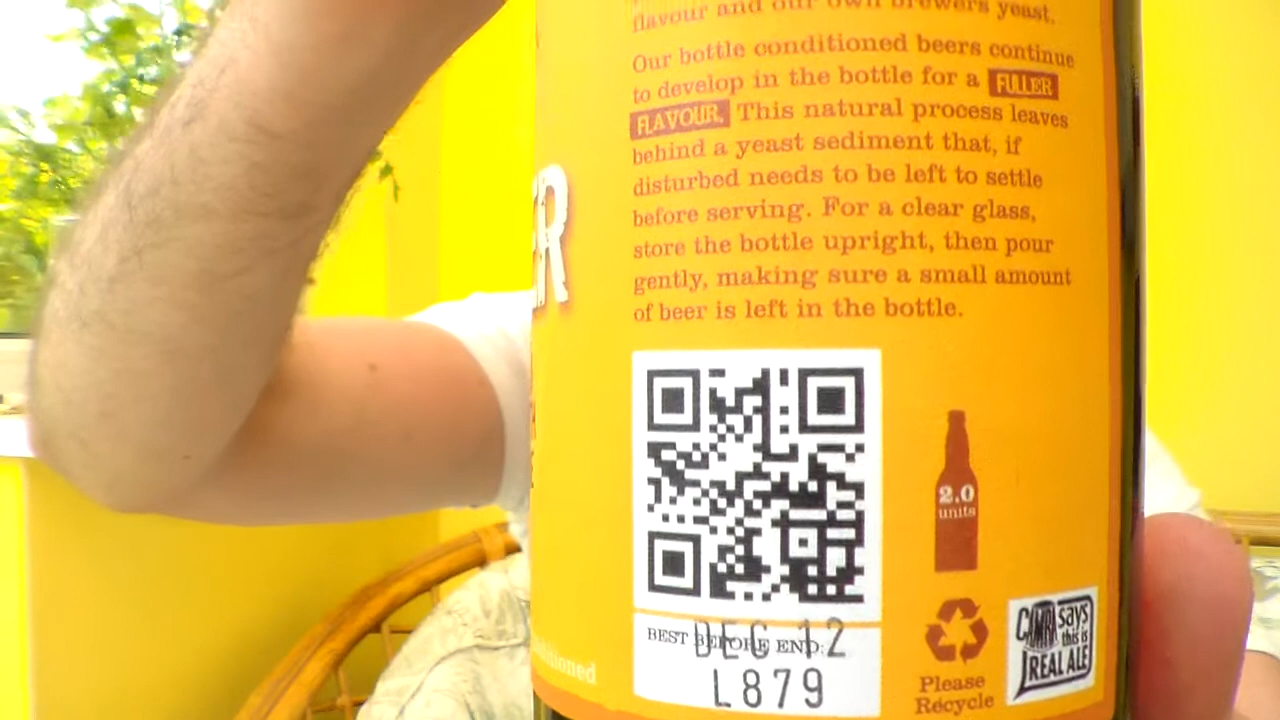 flavour and our own brewers yeast.
Our bottle conditioned beers continue
to develop in the bottle for a FULLER
FLAVOUR. This natural process leaves
behind a yeast sediment that, if
disturbed needs to be left to settle
before serving. For a clear glass,
store the bottle upright, then pour
gently, making sure a small amount
of beer is left in the bottle.
2.0
units
BEST BEFORE END:
DEC 12
L879
Please
Recycle
CAMRA says
this is
REAL ALE